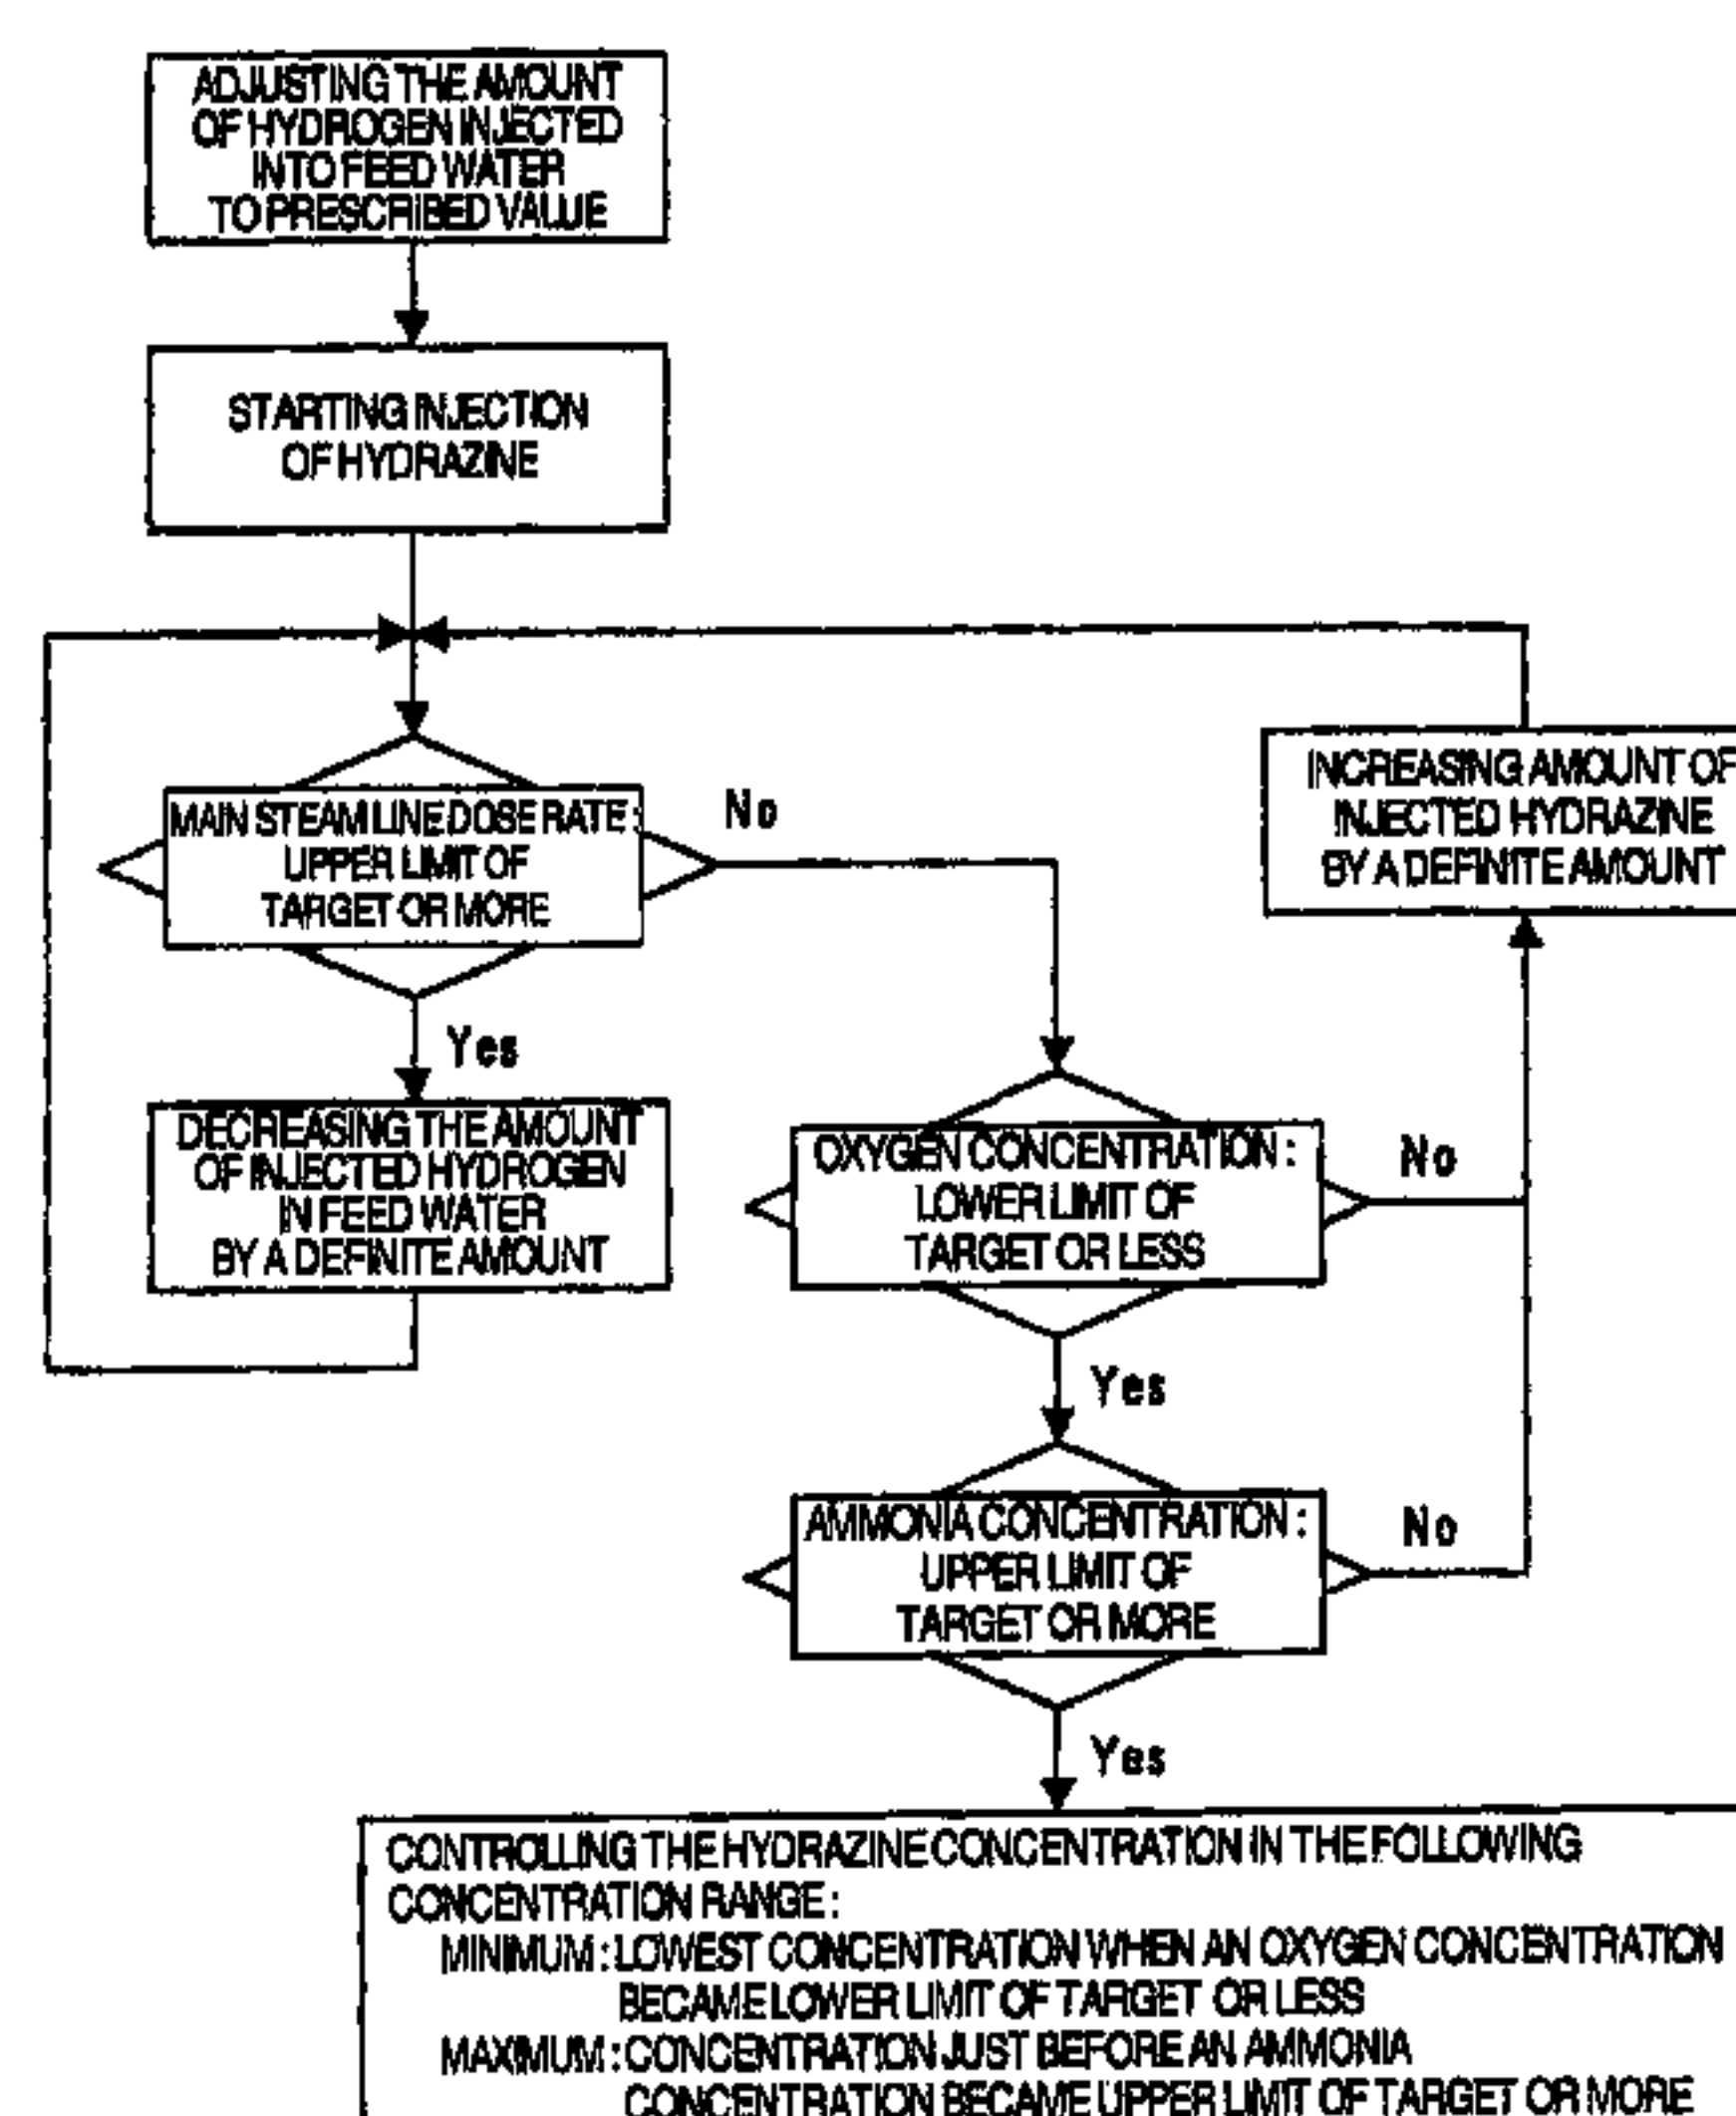 ADJUSTING THE AMOUNT
OF HYDROGEN INJECTED
INTO FEED WATER
TO PRESCRIBED VALUE
STARTING INJECTION
OF HYDRAZINE
MAIN STEAM LINE DOSE RATE :
UPPER LIMIT OF
TARGET OR MORE
No
Yes
INCREASING AMOUNT OF
INJECTED HYDRAZINE
BY A DEFINITE AMOUNT
DECREASING THE AMOUNT
OF INJECTED HYDROGEN
IN FEED WATER
BY A DEFINITE AMOUNT
OXYGEN CONCENTRATION :
LOWER LIMIT OF
TARGET OR LESS
No
Yes
AMMONIA CONCENTRATION :
UPPER LIMIT OF
TARGET OR MORE
No
Yes
CONTROLLING THE HYDRAZINE CONCENTRATION IN THE FOLLOWING
CONCENTRATION RANGE :
MINIMUM : LOWEST CONCENTRATION WHEN AN OXYGEN CONCENTRATION
BECAME LOWER LIMIT OF TARGET OR LESS
MAXIMUM : CONCENTRATION JUST BEFORE AN AMMONIA
CONCENTRATION BECAME UPPER LIMIT OF TARGET OR MORE